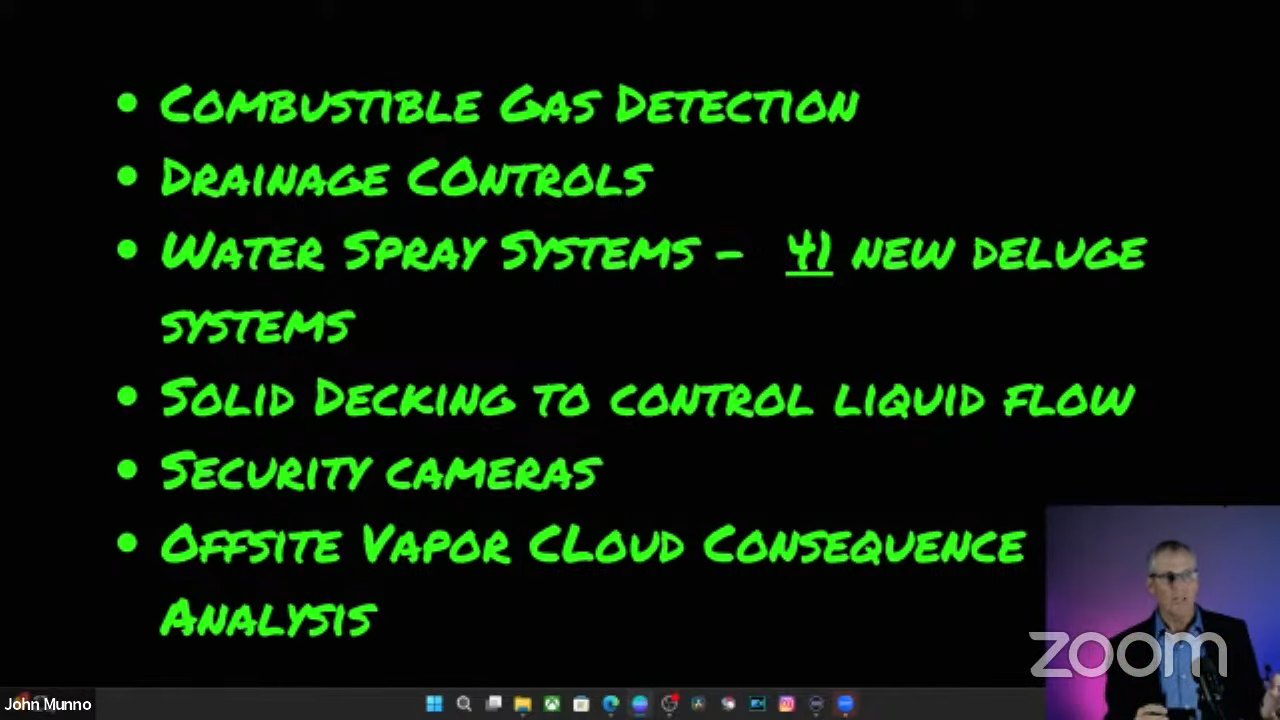 • Combustible Gas Detection
• Drainage COntrols
• Water Spray Systems – 41 new deluge
systems
• Solid Decking to control liquid flow
• Security cameras
• Offsite Vapor CLoud Consequence
Analysis
zoom
John Munno